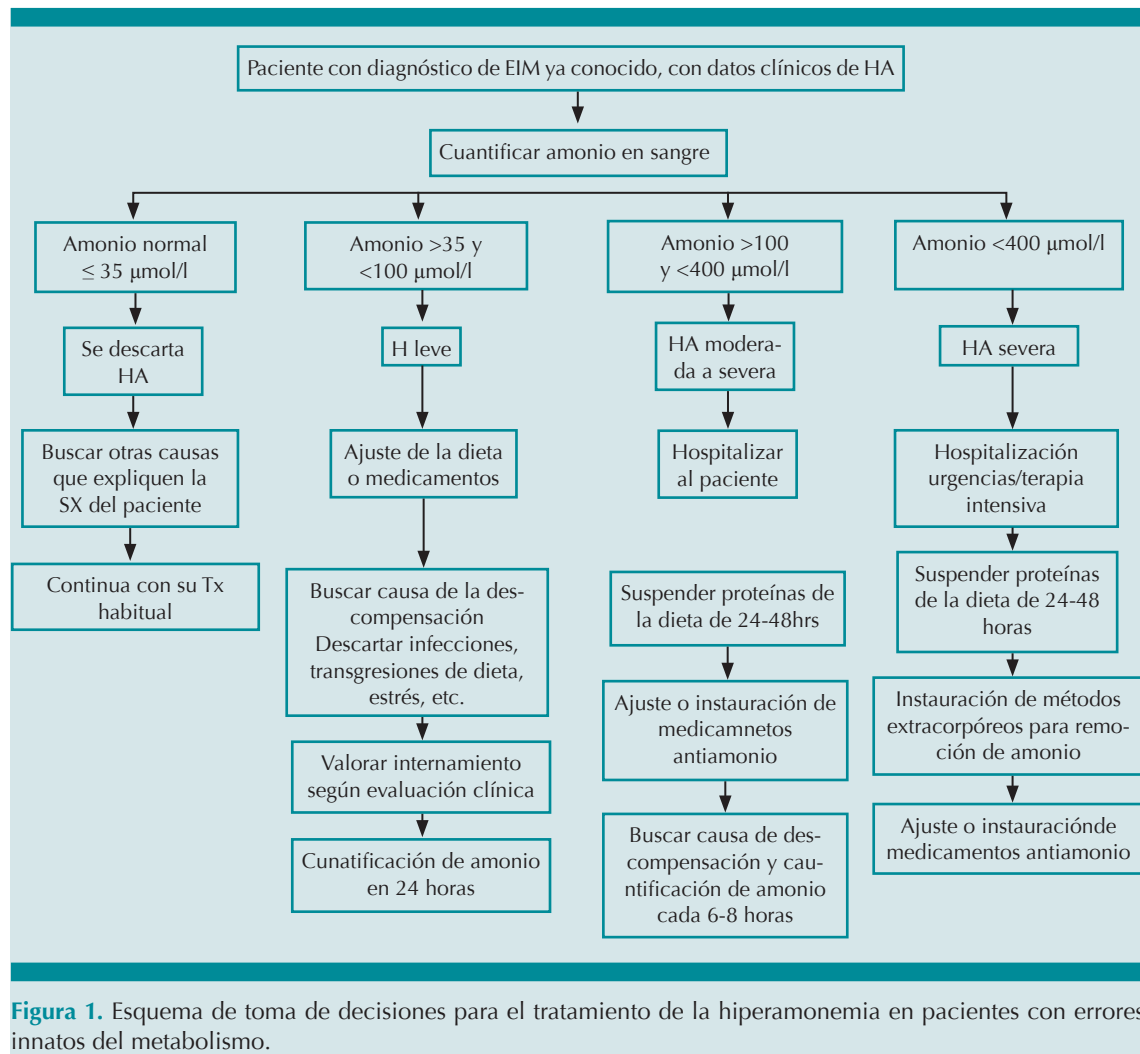 Paciente con diagnóstico de EIM ya conocido, con datos clínicos de HA
Cuantificar amonio en sangre
Amonio normal
≤ 35 μmol/l
Se descarta
HA
Buscar otras causas
que expliquen la
SX del paciente
Continua con su Tx
habitual
Amonio >35 y
<100 μmol/l
H leve
Ajuste de la dieta
o medicamentos
Buscar causa de la des-
compensación
Descartar infecciones,
transgresiones de dieta,
estrés, etc.
Valorar internamiento
según evaluación clínica
Cunatificación de amonio
en 24 horas
Amonio >100
y <400 μmol/l
HA modera-
da a severa
Hospitalizar
al paciente
Suspender proteínas de
la dieta de 24-48hrs
Ajuste o instauración de
medicamnetos
antiamonio
Buscar causa de des-
compensación y cau-
ntificación de amonio
cada 6-8 horas
Amonio <400 μmol/l
HA severa
Hospitalización
urgencias/terapia
intensiva
Suspender proteínas
de la dieta de 24-48
horas
Instauración de métodos
extracorpóreos para remo-
ción de amonio
Ajuste o instauraciónde
medicamentos antiamonio
Figura 1. Esquema de toma de decisiones para el tratamiento de la hiperamonemia en pacientes con errores
innatos del metabolismo.